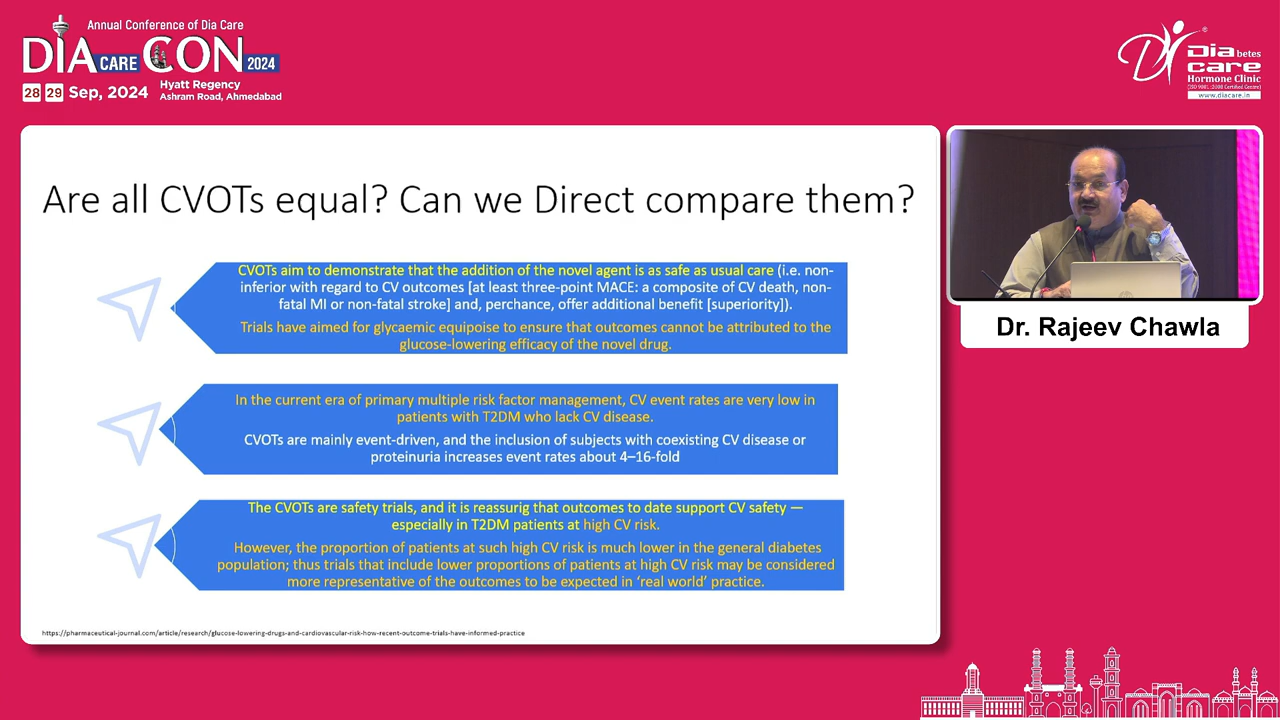 Annual Conference of Dia Care
DIA CARE CON 2024
28 29 Sep, 2024
Hyatt Regency
Ashram Road, Ahmedabad
Diabetes
care
Hormone Clinic
(ISO 9001 :2008 Certified Centre)
www.diacare.in
Are all CVOTs equal? Can we Direct compare them?
CVOTs aim to demonstrate that the addition of the novel agent is as safe as usual care (i.e. non-
inferior with regard to CV outcomes [at least three-point MACE: a composite of CV death, non-
fatal MI or non-fatal stroke] and, perchance, offer additional benefit [superiority]).
Trials have aimed for glycaemic equipoise to ensure that outcomes cannot be attributed to the
glucose-lowering efficacy of the novel drug.
In the current era of primary multiple risk factor management, CV event rates are very low in
patients with T2DM who lack CV disease.
CVOTs are mainly event-driven, and the inclusion of subjects with coexisting CV disease or
proteinuria increases event rates about 4–16-fold
The CVOTs are safety trials, and it is reassurig that outcomes to date support CV safety —
especially in T2DM patients at high CV risk.
However, the proportion of patients at such high CV risk is much lower in the general diabetes
population; thus trials that include lower proportions of patients at high CV risk may be considered
more representative of the outcomes to be expected in ‘real world’ practice.
https://pharmaceutical-journal.com/article/research/glucose-lowering-drugs-and-cardiovascular-risk-how-recent-outcome-trials-have-informed-practice
Dr. Rajeev Chawla